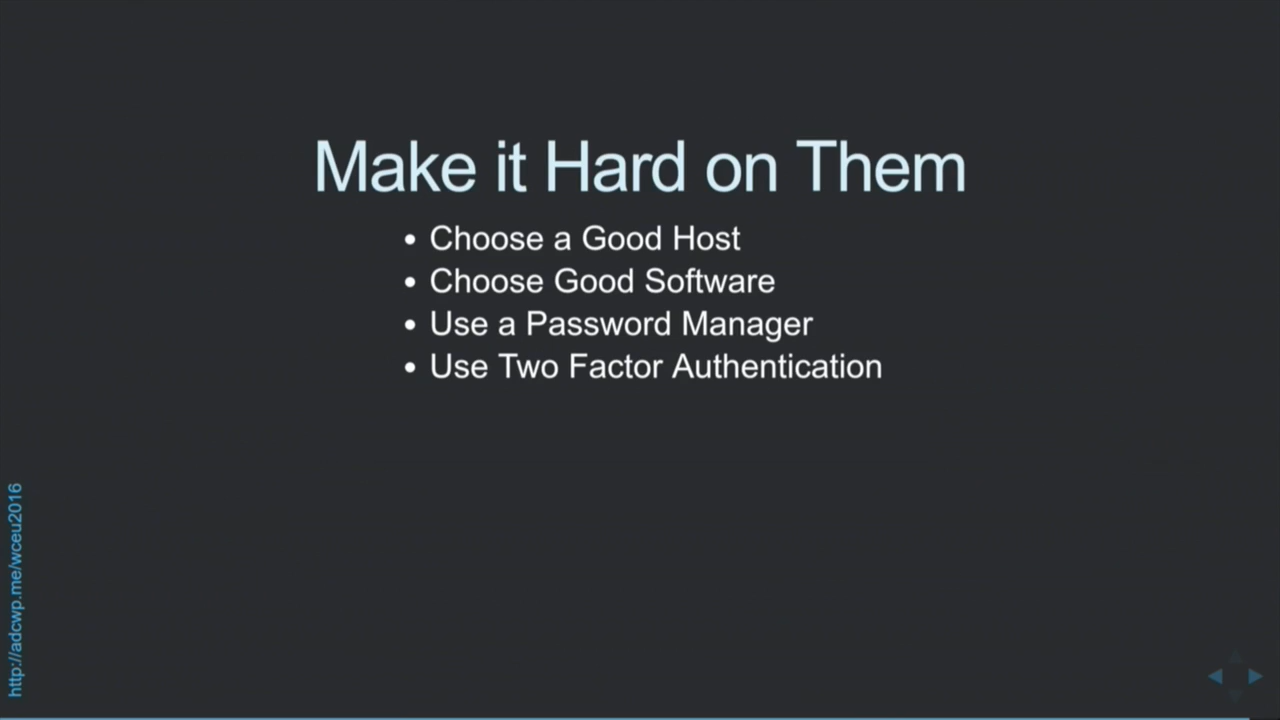 Make it Hard on Them
• Choose a Good Host
• Choose Good Software
• Use a Password Manager
• Use Two Factor Authentication
http://adcwp.me/wceu2016